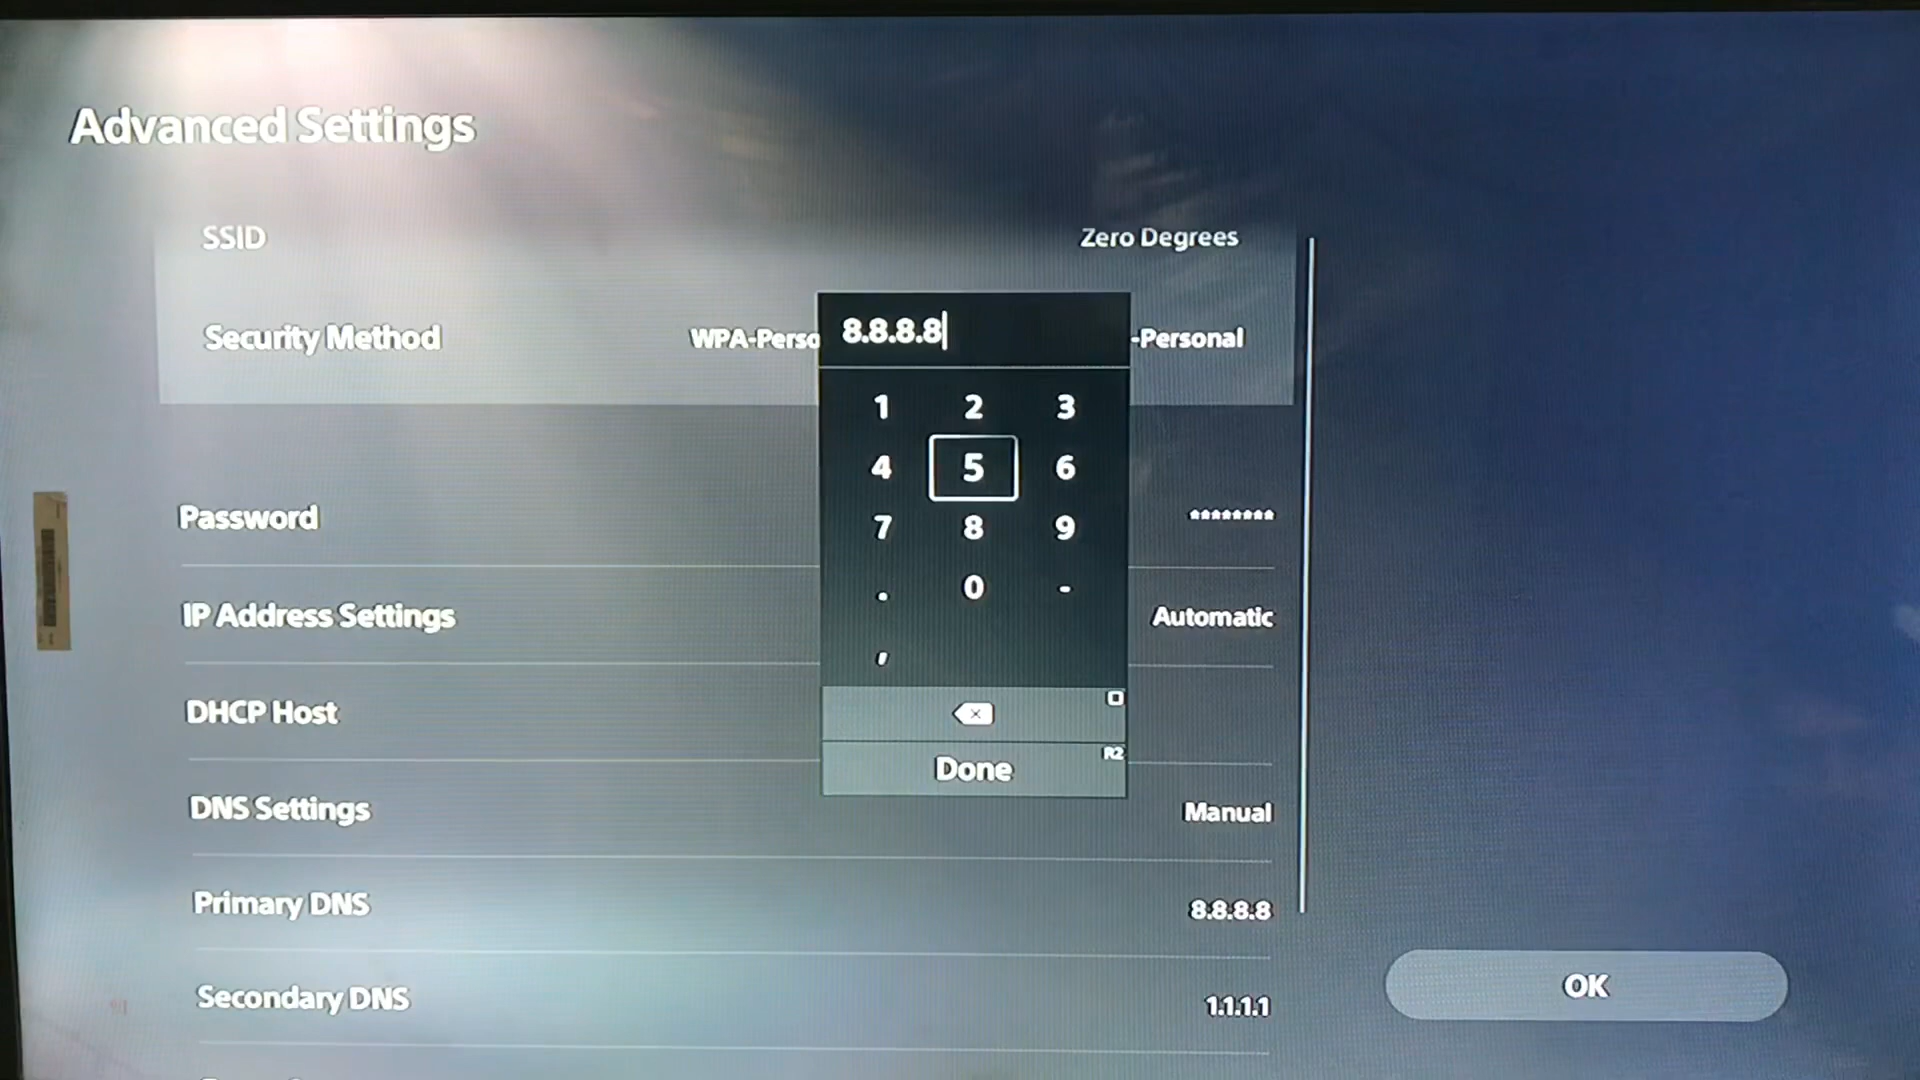 Advanced Settings
SSID Zero Degrees
Security Method WPA-Perso -Personal
8.8.8.8
1 2 3
4 5 6
7 8 9
. 0 -
,
Password ********
IP Address Settings Automatic
DHCP Host
Done R2
DNS Settings Manual
Primary DNS 8.8.8.8
Secondary DNS 1.1.1.1
OK